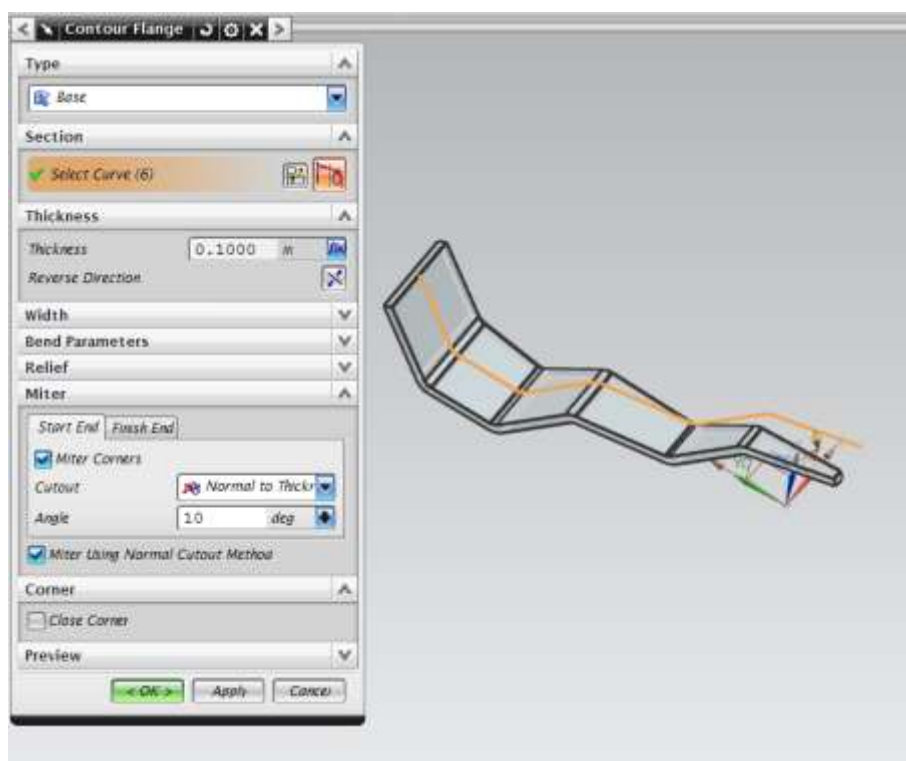 Contour Flange
Type
Base
Section
Select Curve (6)
Thickness
Thickness 0.1000 in
Reverse Direction
Width
Bend Parameters
Relief
Miter
Start End Finish End
Miter Corners
Cutout Normal to Thickr
Angle 10 deg
Miter Using Normal Cutout Method
Corner
Close Corner
Preview
< OK > Apply Cancel